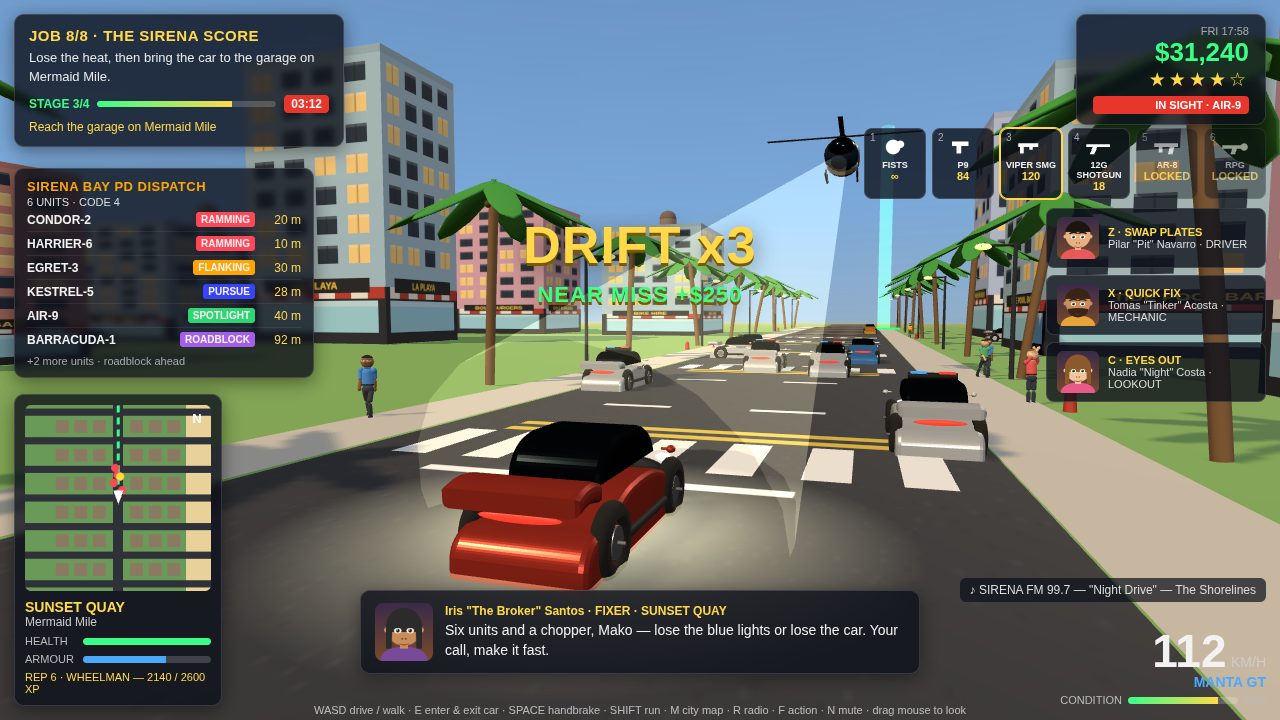 JOB 8/8 · THE SIRENA SCORE
Lose the heat, then bring the car to the garage on
Mermaid Mile.
STAGE 3/4
03:12
Reach the garage on Mermaid Mile
FRI 17:58
$31,240
★★★★☆
IN SIGHT · AIR-9
1
FISTS
∞
2
P9
84
3
VIPER SMG
120
4
12G
SHOTGUN
18
5
AR-8
LOCKED
6
RPG
LOCKED
SIRENA BAY PD DISPATCH
6 UNITS · CODE 4
CONDOR-2 RAMMING 20 m
HARRIER-6 RAMMING 10 m
EGRET-3 FLANKING 30 m
KESTREL-5 PURSUE 28 m
AIR-9 SPOTLIGHT 40 m
BARRACUDA-1 ROADBLOCK 92 m
+2 more units · roadblock ahead
DRIFT x3
NEAR MISS +$250
Z · SWAP PLATES
Pilar "Pit" Navarro · DRIVER
X · QUICK FIX
Tomas "Tinker" Acosta ·
MECHANIC
C · EYES OUT
Nadia "Night" Costa ·
LOOKOUT
LA PLAYA
BIKE HIRE
N
SUNSET QUAY
Mermaid Mile
HEALTH
ARMOUR
REP 6 · WHEELMAN — 2140 / 2600
XP
Iris "The Broker" Santos · FIXER · SUNSET QUAY
Six units and a chopper, Mako — lose the blue lights or lose the car. Your
call, make it fast.
♪ SIRENA FM 99.7 — "Night Drive" — The Shorelines
112 KM/H
MANTA GT
CONDITION
WASD drive / walk · E enter & exit car · SPACE handbrake · SHIFT run · M city map · R radio · F action · N mute · drag mouse to look